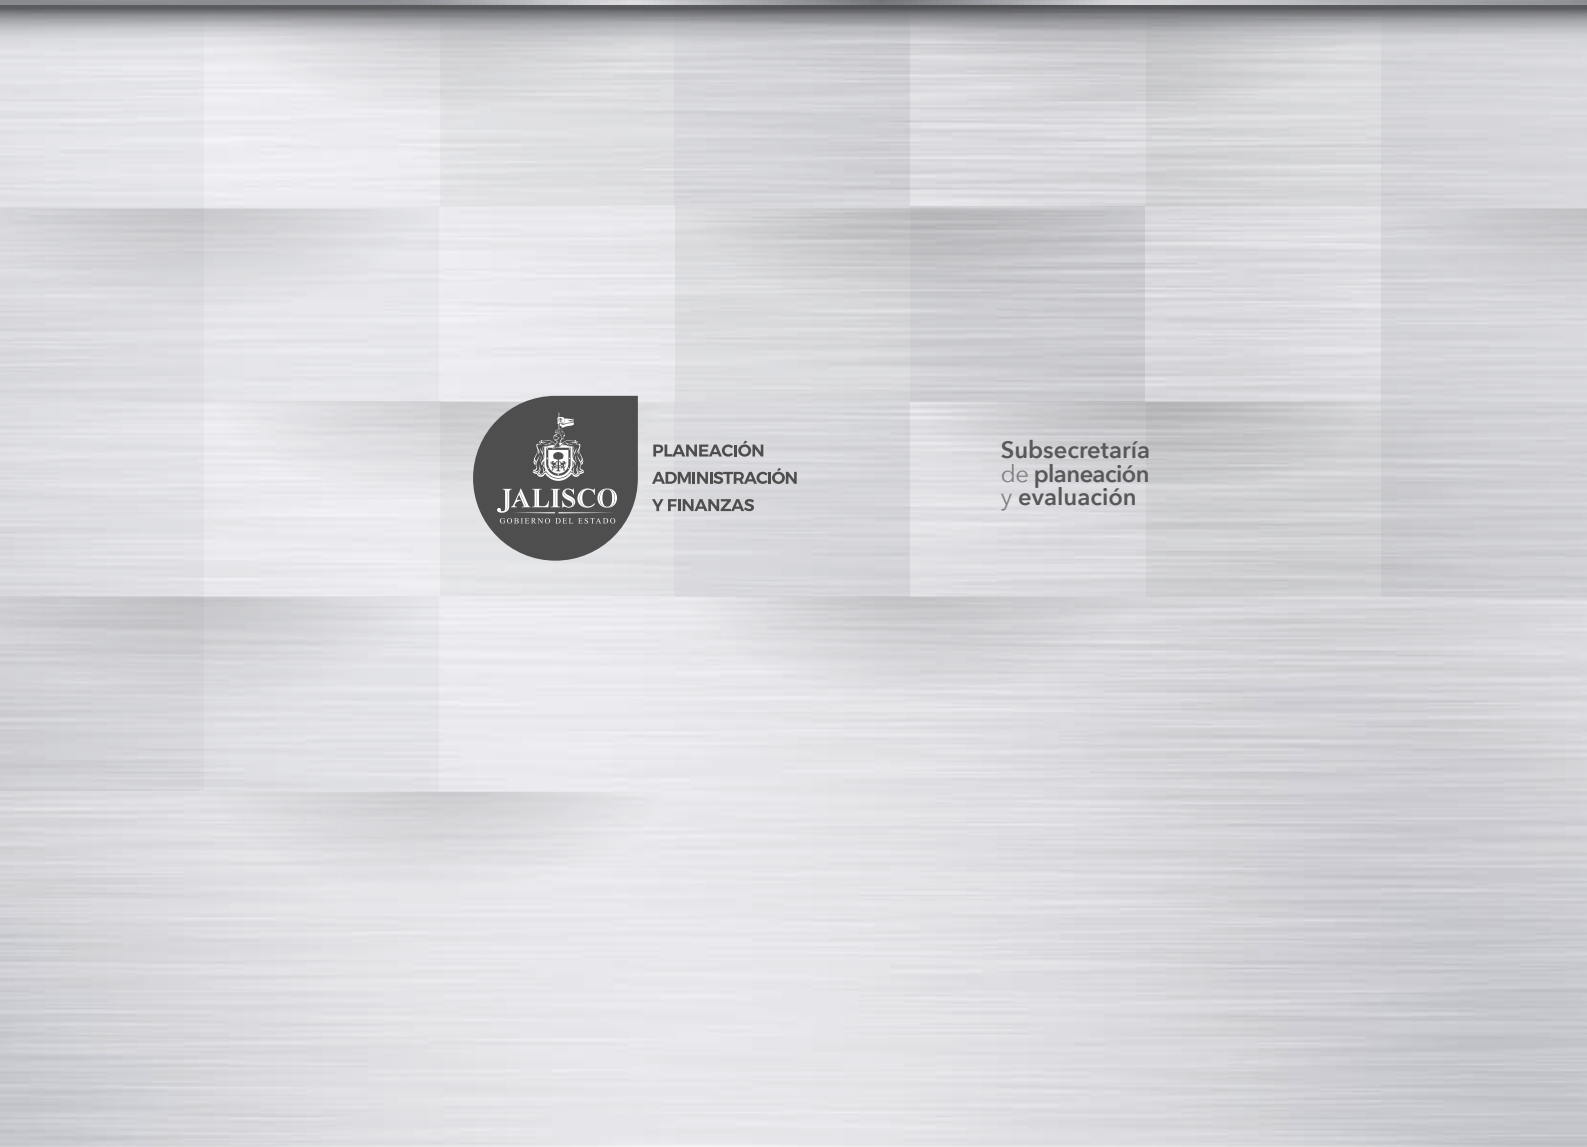 JALISCO
GOBIERNO DEL ESTADO
PLANEACIÓN
ADMINISTRACIÓN
Y FINANZAS
Subsecretaría
de planeación
y evaluación